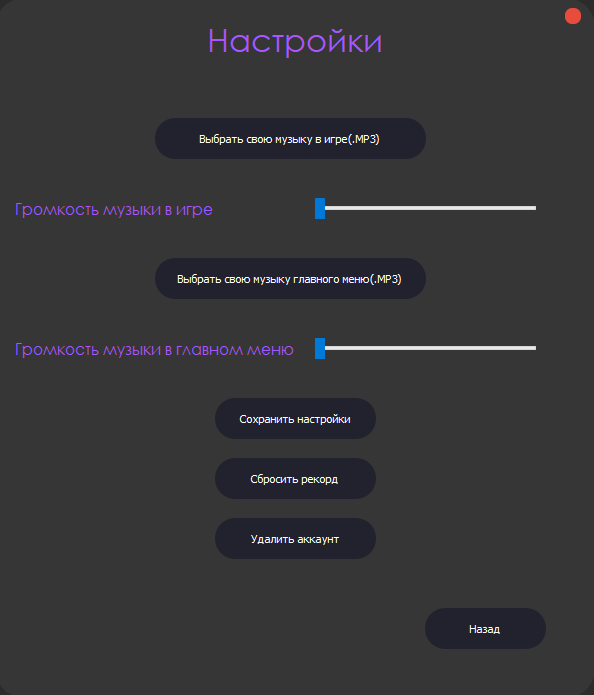 Настройки
Выбрать свою музыку в игре(.MP3)
Громкость музыки в игре
Выбрать свою музыку главного меню(.MP3)
Громкость музыки в главном меню
Сохранить настройки
Сбросить рекорд
Удалить аккаунт
Назад